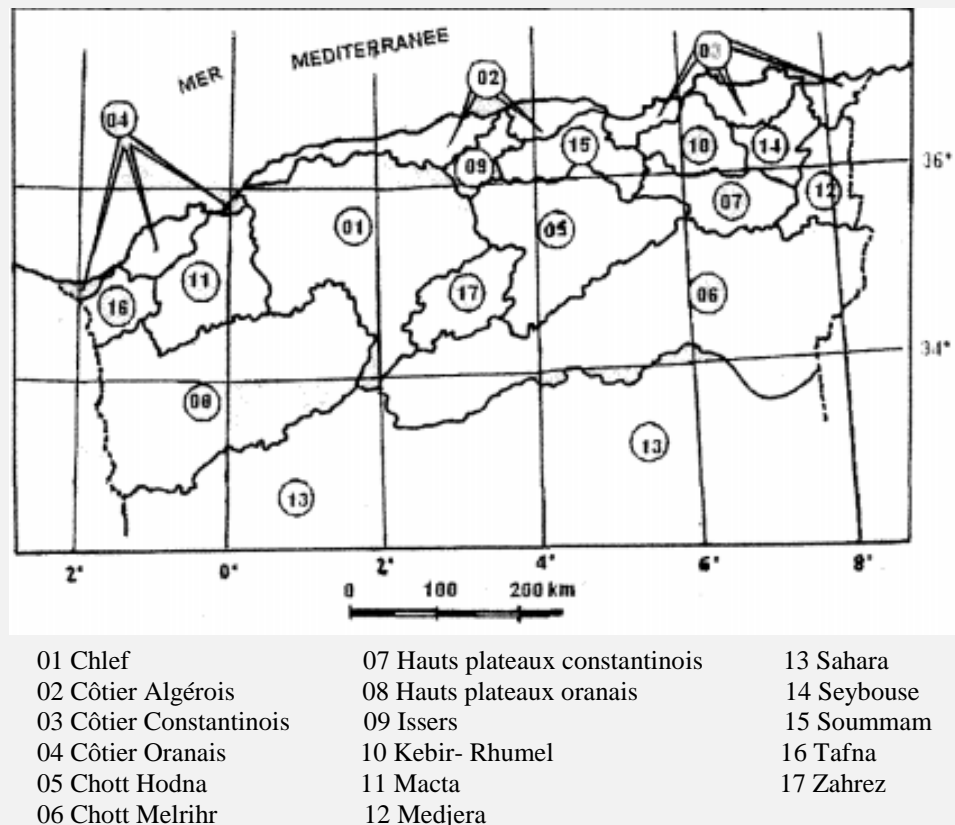 MER MEDITERRANEE
04 02 03
09 15 10 14
36°
01 05 07 12
16 11 17 06
34°
08
13 13
2° 0° 2° 4° 6° 8°
0 100 200 km
01 Chlef 07 Hauts plateaux constantinois 13 Sahara
02 Côtier Algérois 08 Hauts plateaux oranais 14 Seybouse
03 Côtier Constantinois 09 Issers 15 Soummam
04 Côtier Oranais 10 Kebir- Rhumel 16 Tafna
05 Chott Hodna 11 Macta 17 Zahrez
06 Chott Melrihr 12 Medjera